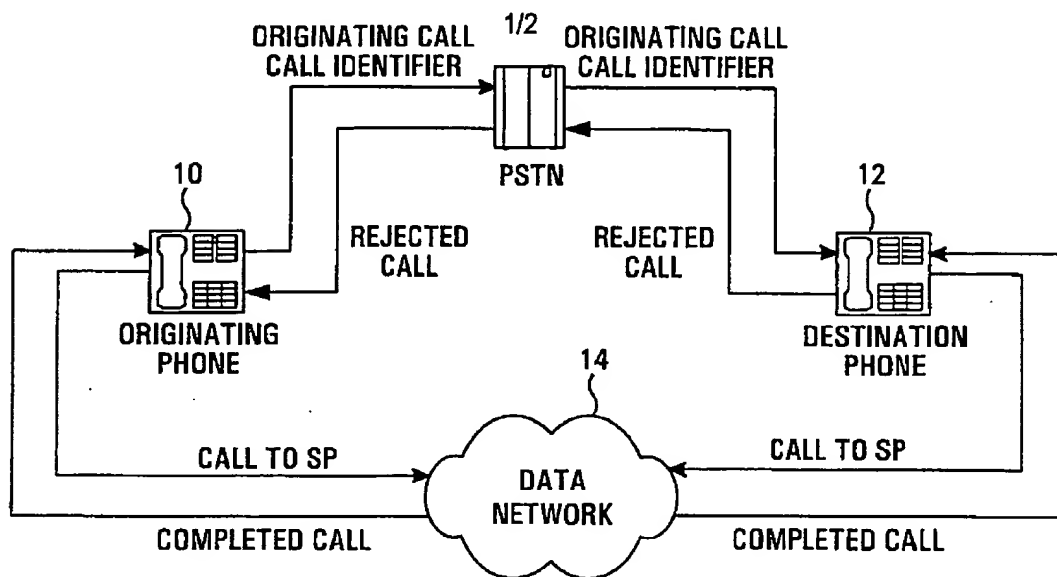 1/2
ORIGINATING CALL
CALL IDENTIFIER
ORIGINATING CALL
CALL IDENTIFIER
PSTN
10
12
REJECTED
CALL
REJECTED
CALL
ORIGINATING
PHONE
DESTINATION
PHONE
14
CALL TO SP
CALL TO SP
DATA
NETWORK
COMPLETED CALL
COMPLETED CALL